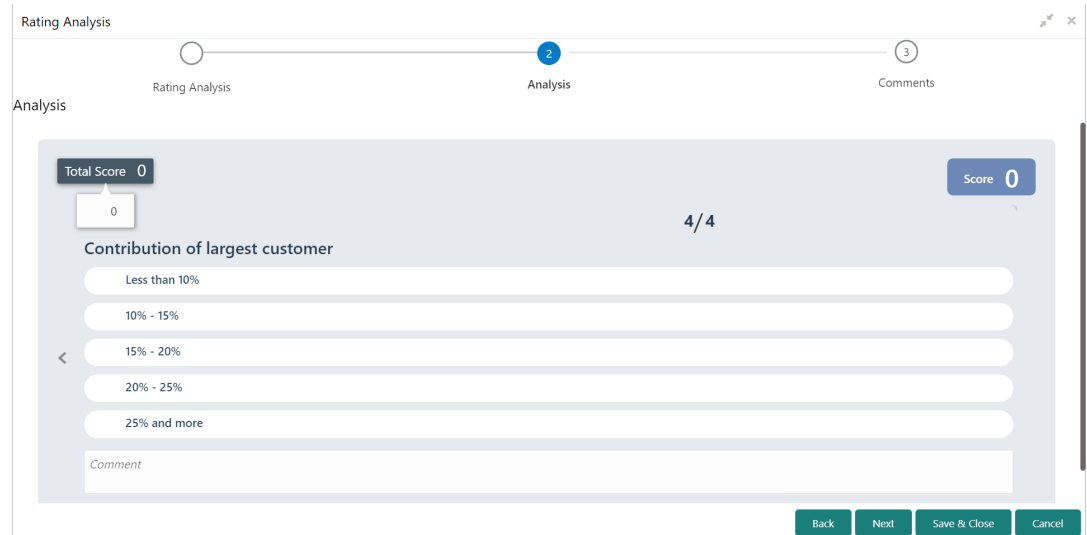 Rating Analysis
2
3
Rating Analysis
Analysis
Comments
Analysis
Total Score 0
Score 0
0
4/4
Contribution of largest customer
Less than 10%
10% - 15%
15% - 20%
20% - 25%
25% and more
Comment
Back Next Save & Close Cancel